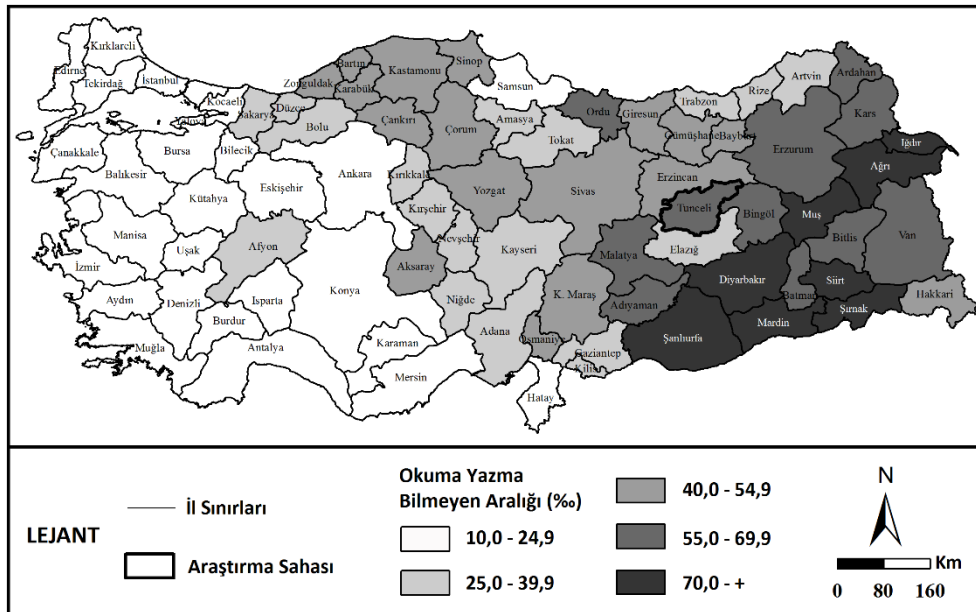 Kırklareli
Edirne
Tekirdağ
İstanbul
Kocaeli
Yalova
Sakarya
Düzce
Zonguldak
Bartın
Karabük
Kastamonu
Sinop
Samsun
Ordu
Giresun
Trabzon
Rize
Artvin
Ardahan
Kars
Iğdır
Ağrı
Erzurum
Bayburt
Gümüşhane
Tokat
Amasya
Çorum
Çankırı
Bolu
Bilecik
Bursa
Çanakkale
Balıkesir
Kütahya
Eskişehir
Ankara
Kırıkkale
Kırşehir
Yozgat
Sivas
Erzincan
Tunceli
Bingöl
Muş
Bitlis
Van
Hakkari
Şırnak
Siirt
Batman
Mardin
Diyarbakır
Elazığ
Malatya
Adıyaman
Şanlıurfa
Gaziantep
Kilis
K. Maraş
Osmaniye
Hatay
Adana
Kayseri
Nevşehir
Niğde
Aksaray
Konya
Karaman
Mersin
Antalya
Isparta
Burdur
Afyon
Uşak
Manisa
İzmir
Aydın
Denizli
Muğla
LEJANT
İl Sınırları
Araştırma Sahası
Okuma Yazma
Bilmeyen Aralığı (‰)
10,0 - 24,9
25,0 - 39,9
40,0 - 54,9
55,0 - 69,9
70,0 - +
N
Km
0 80 160